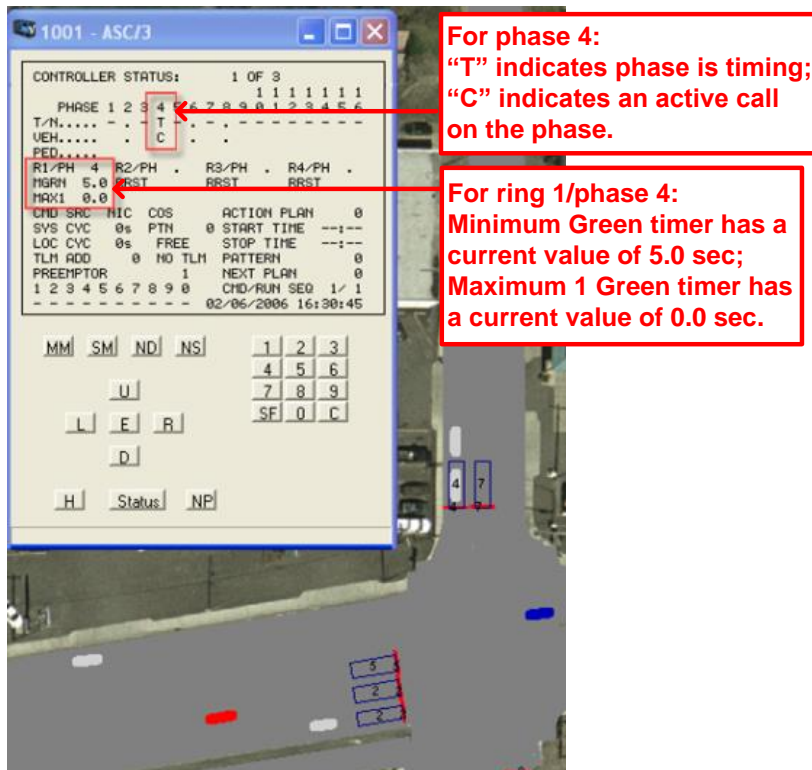 1001 - ASC/3
CONTROLLER STATUS: 1 OF 3
1 1 1 1 1 1 1
PHASE 1 2 3 4 5 6 7 8 9 0 1 2 3 4 5 6
T/N..... - . - T - . - . - - - - - - - -
VEH..... . C . .
PED.....
R1/PH 4 R2/PH . R3/PH . R4/PH .
MGRN 5.0 RRST RRST RRST
MAX1 0.0
CMD SRC NIC COS ACTION PLAN 0
SYS CYC 0s PTN 0 START TIME --:--
LOC CYC 0s FREE STOP TIME --:--
TLM ADD 0 NO TLM PATTERN 0
PREEMPTOR 1 NEXT PLAN 0
1 2 3 4 5 6 7 8 9 0 CMD/RUN SEQ 1/ 1
- - - - - - - - - - 02/06/2006 16:30:45
MM SM ND NS 1 2 3
4 5 6
U 7 8 9
L E R SF 0 C
D
H Status NP
For phase 4:
“T” indicates phase is timing;
“C” indicates an active call
on the phase.
For ring 1/phase 4:
Minimum Green timer has a
current value of 5.0 sec;
Maximum 1 Green timer has
a current value of 0.0 sec.
4 7
4 7
5 5
2 2
2 2